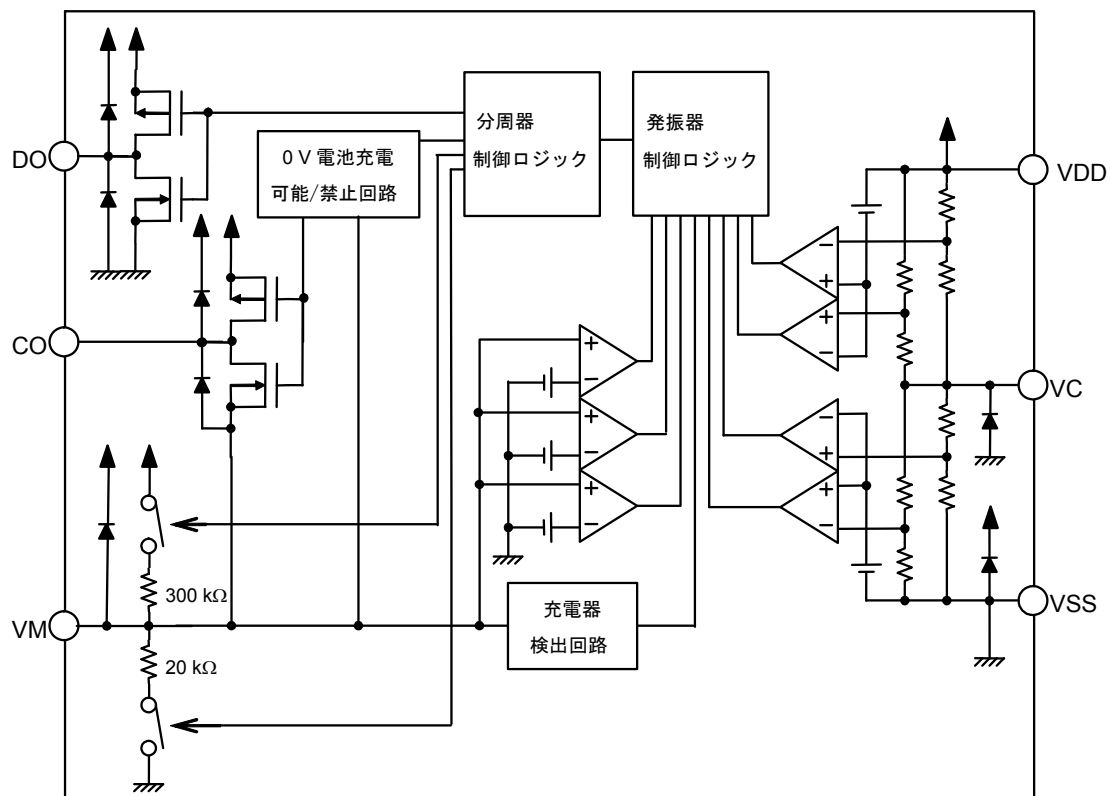 分周器
制御ロジック
発振器
制御ロジック
0 V 電池充電
可能/禁止回路
DO
VDD
CO
VC
300 kΩ
VM
20 kΩ
充電器
検出回路
VSS